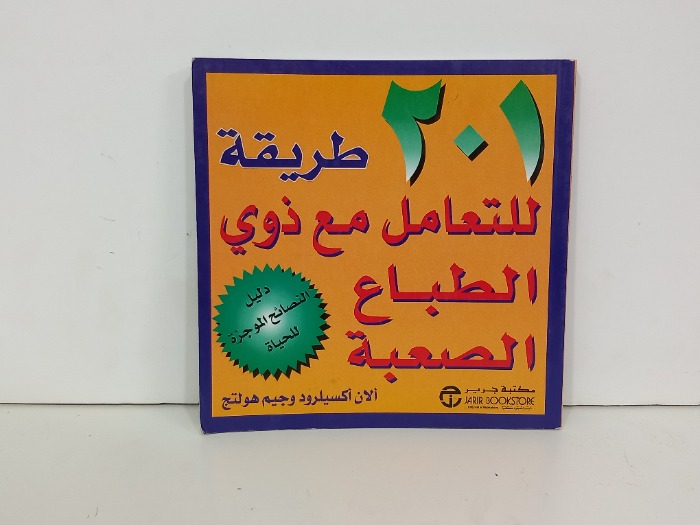 ٢٠١
طريقة
للتعامل مع ذوي
الطباع
الصعبة
دليل
النصائح الموجزة
للحياة
ألان أكسيلرود وجيم هولتج
مكتبة جرير
JARIR BOOKSTORE